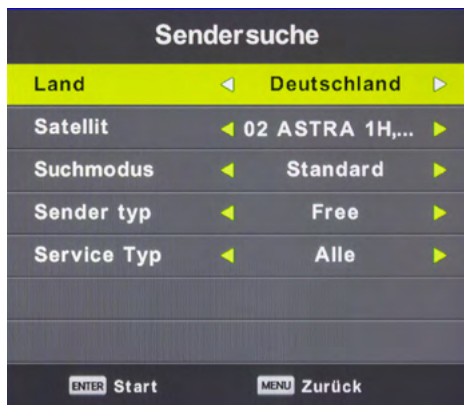 Sendersuche
Land Deutschland
Satellit 02 ASTRA 1H,...
Suchmodus Standard
Sender typ Free
Service Typ Alle
ENTER Start MENU Zurück